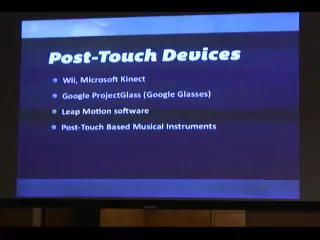 Post-Touch Devices
Wii, Microsoft Kinect
Google ProjectGlass (Google Glasses)
Leap Motion software
Post-Touch Based Musical Instruments